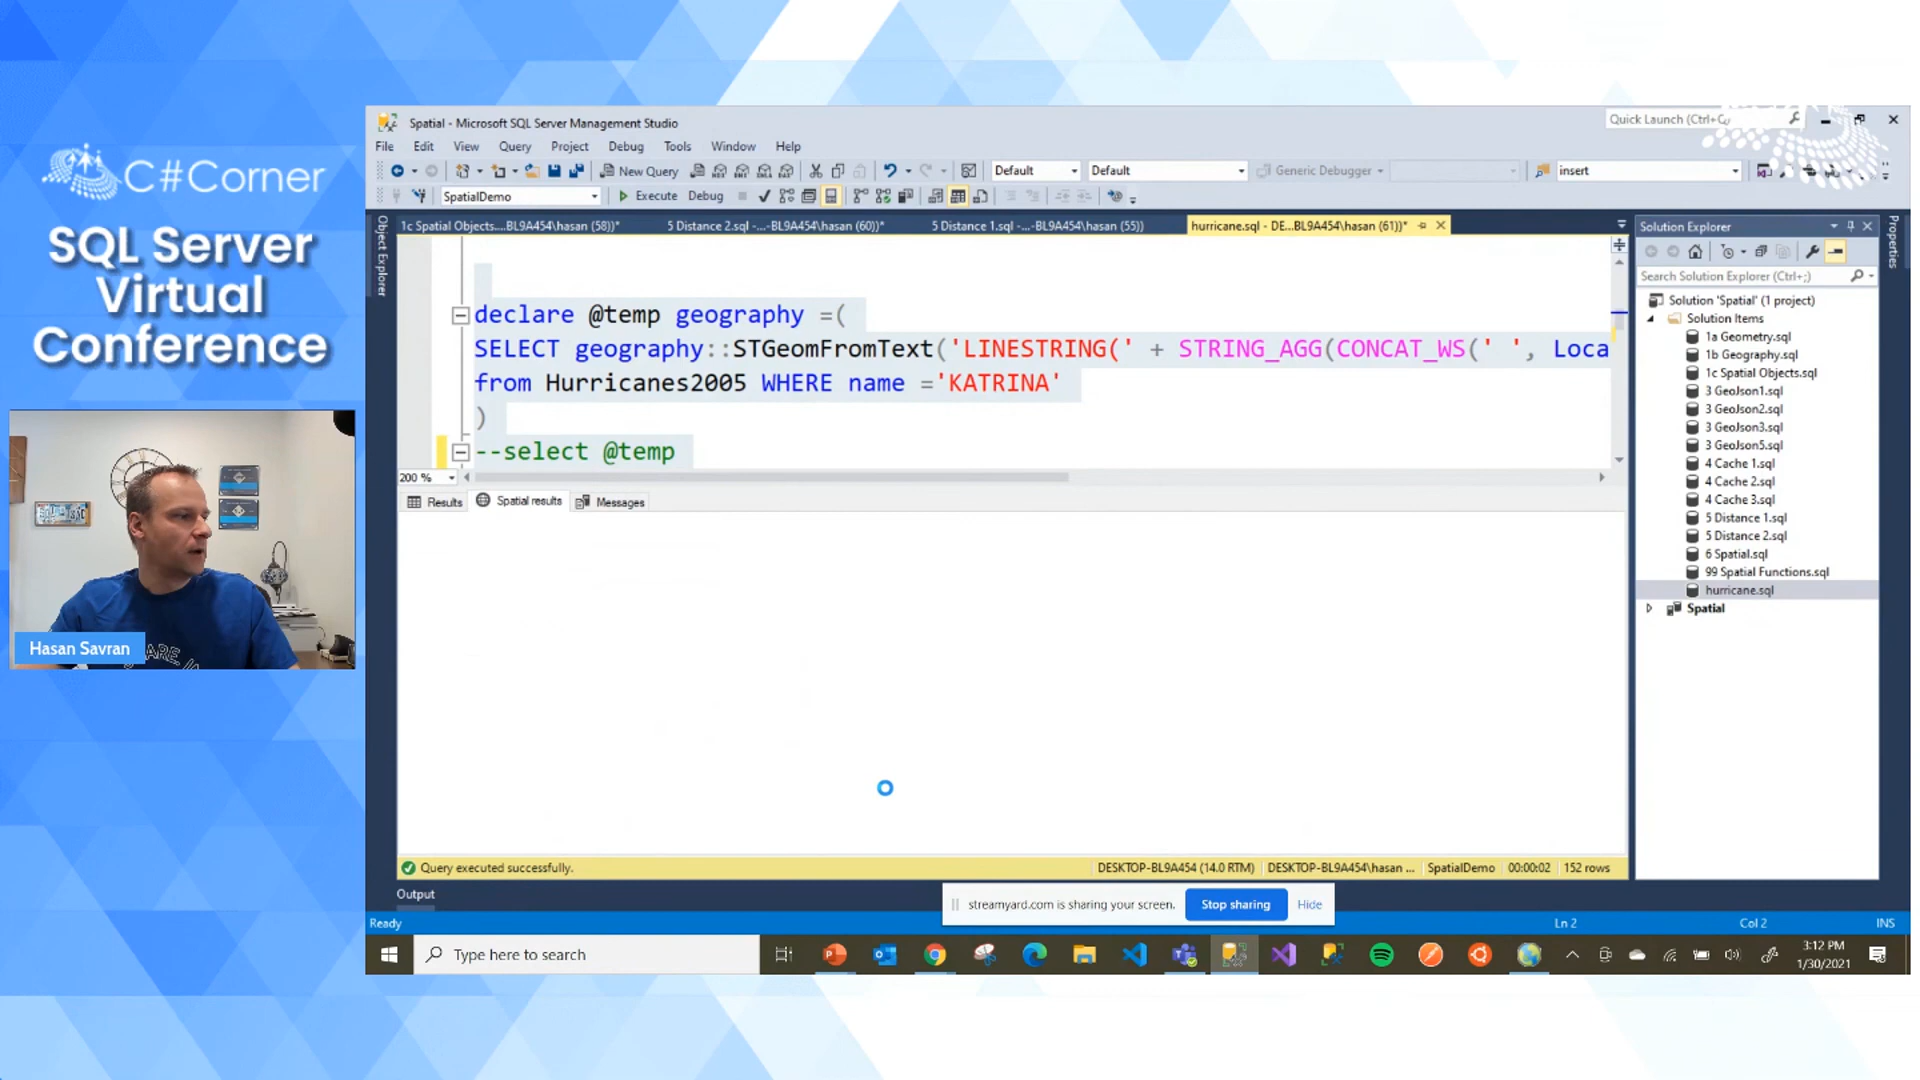 C#Corner
SQL Server
Virtual
Conference
Hasan Savran
Spatial - Microsoft SQL Server Management Studio
Quick Launch (Ctrl+
File Edit View Query Project Debug Tools Window Help
New Query Default Default Generic Debugger insert
SpatialDemo Execute Debug
1c Spatial Objects....BL9A454\hasan (58))* 5 Distance 2.sql -...-BL9A454\hasan (60))* 5 Distance 1.sql -...-BL9A454\hasan (55)) hurricane.sql - DE...BL9A454\hasan (61))*
Object Explorer
declare @temp geography =(
SELECT geography::STGeomFromText('LINESTRING(' + STRING_AGG(CONCAT_WS(' ', Loca
from Hurricanes2005 WHERE name ='KATRINA'
)
--select @temp
200 %
Results Spatial results Messages
Query executed successfully. DESKTOP-BL9A454 (14.0 RTM) DESKTOP-BL9A454\hasan ... SpatialDemo 00:00:02 152 rows
Output
Solution Explorer
Search Solution Explorer (Ctrl+;)
Solution 'Spatial' (1 project)
Solution Items
1a Geometry.sql
1b Geography.sql
1c Spatial Objects.sql
3 GeoJson1.sql
3 GeoJson2.sql
3 GeoJson3.sql
3 GeoJson5.sql
4 Cache 1.sql
4 Cache 2.sql
4 Cache 3.sql
5 Distance 1.sql
5 Distance 2.sql
6 Spatial.sql
99 Spatial Functions.sql
hurricane.sql
Spatial
Properties
streamyard.com is sharing your screen. Stop sharing Hide
Ready Ln 2 Col 2 INS
Type here to search
3:12 PM
1/30/2021